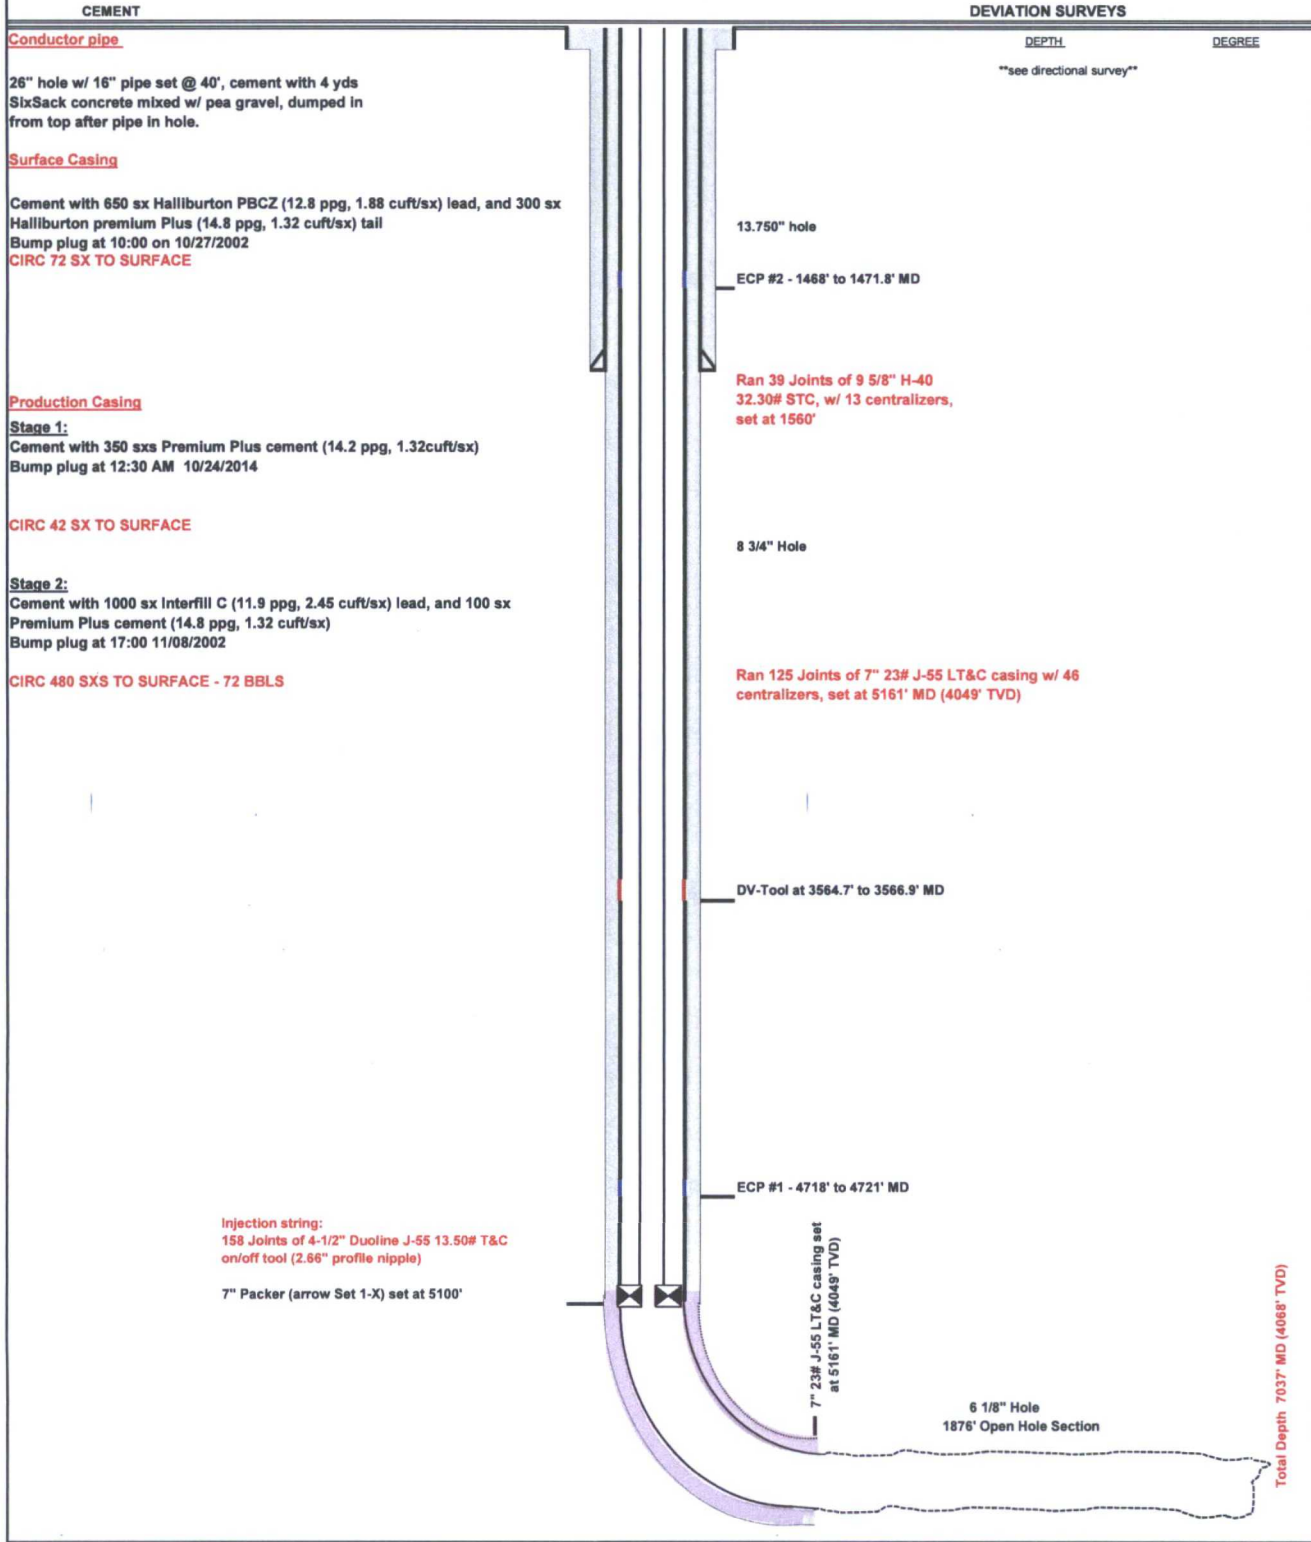 CEMENT
DEVIATION SURVEYS
Conductor pipe
DEPTH
DEGREE
**see directional survey**
26" hole w/ 16" pipe set @ 40', cement with 4 yds
SixSack concrete mixed w/ pea gravel, dumped in
from top after pipe in hole.
Surface Casing
Cement with 650 sx Halliburton PBCZ (12.8 ppg, 1.88 cuft/sx) lead, and 300 sx
Halliburton premium Plus (14.8 ppg, 1.32 cuft/sx) tail
Bump plug at 10:00 on 10/27/2002
CIRC 72 SX TO SURFACE
13.750" hole
ECP #2 - 1468' to 1471.8' MD
Ran 39 Joints of 9 5/8" H-40
32.30# STC, w/ 13 centralizers,
set at 1560'
Production Casing
Stage 1:
Cement with 350 sxs Premium Plus cement (14.2 ppg, 1.32cuft/sx)
Bump plug at 12:30 AM 10/24/2014
CIRC 42 SX TO SURFACE
8 3/4" Hole
Stage 2:
Cement with 1000 sx Interfill C (11.9 ppg, 2.45 cuft/sx) lead, and 100 sx
Premium Plus cement (14.8 ppg, 1.32 cuft/sx)
Bump plug at 17:00 11/08/2002
CIRC 480 SXS TO SURFACE - 72 BBLS
Ran 125 Joints of 7" 23# J-55 LT&C casing w/ 46
centralizers, set at 5161' MD (4049' TVD)
DV-Tool at 3564.7' to 3566.9' MD
ECP #1 - 4718' to 4721' MD
Injection string:
158 Joints of 4-1/2" Duoline J-55 13.50# T&C
on/off tool (2.66" profile nipple)
7" Packer (arrow Set 1-X) set at 5100'
7" 23# J-55 LT&C casing set
at 5161' MD (4049' TVD)
6 1/8" Hole
1876' Open Hole Section
Total Depth 7037' MD (4068' TVD)